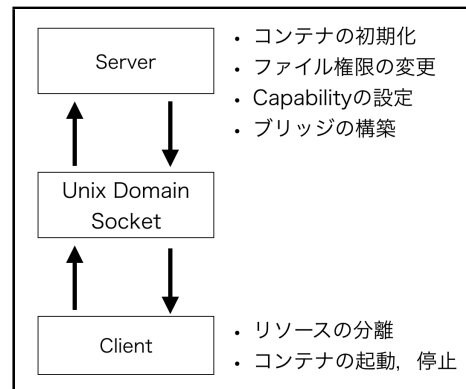 Server
・コンテナの初期化
・ファイル権限の変更
・Capabilityの設定
・ブリッジの構築
Unix Domain
Socket
Client
・リソースの分離
・コンテナの起動，停止